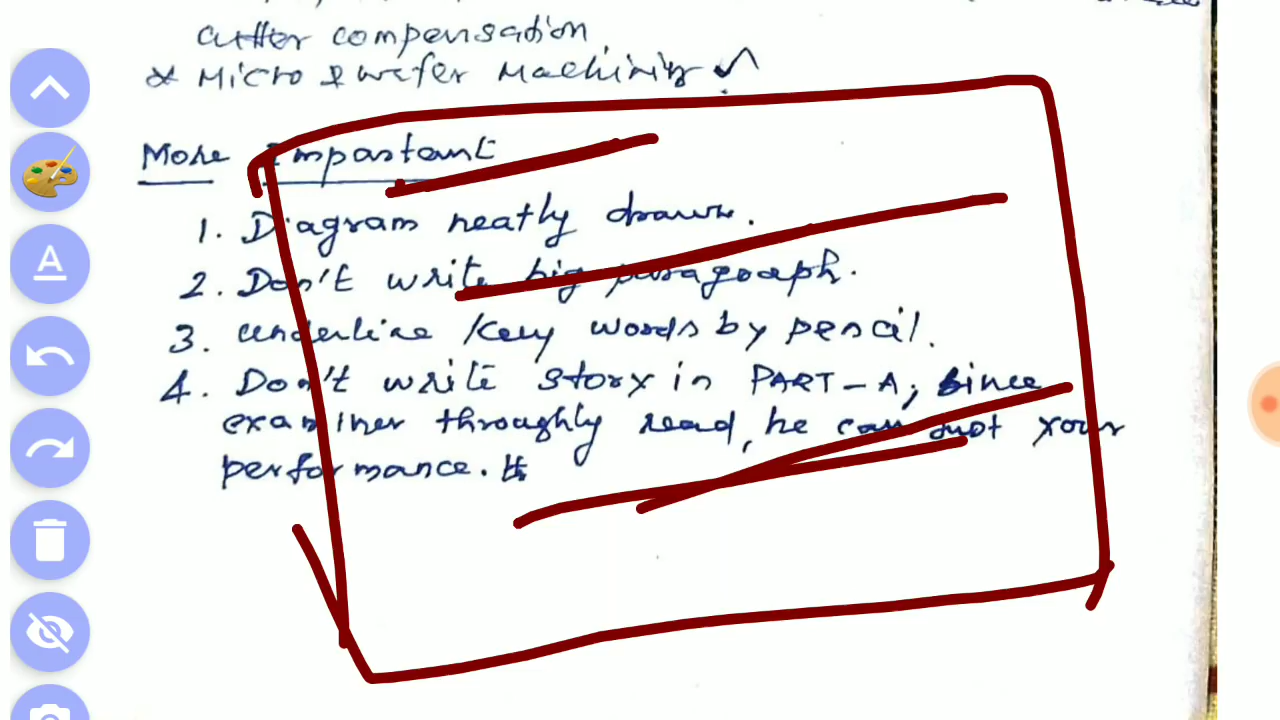 cutter compensation
* Micro & wafer Machining
More Important
1. Diagram neatly drawn.
2. Don't write big paragraph.
3. underline key words by pencil.
4. Don't write story in PART-A; since
examiner throughly read, he can not your
performance.
A